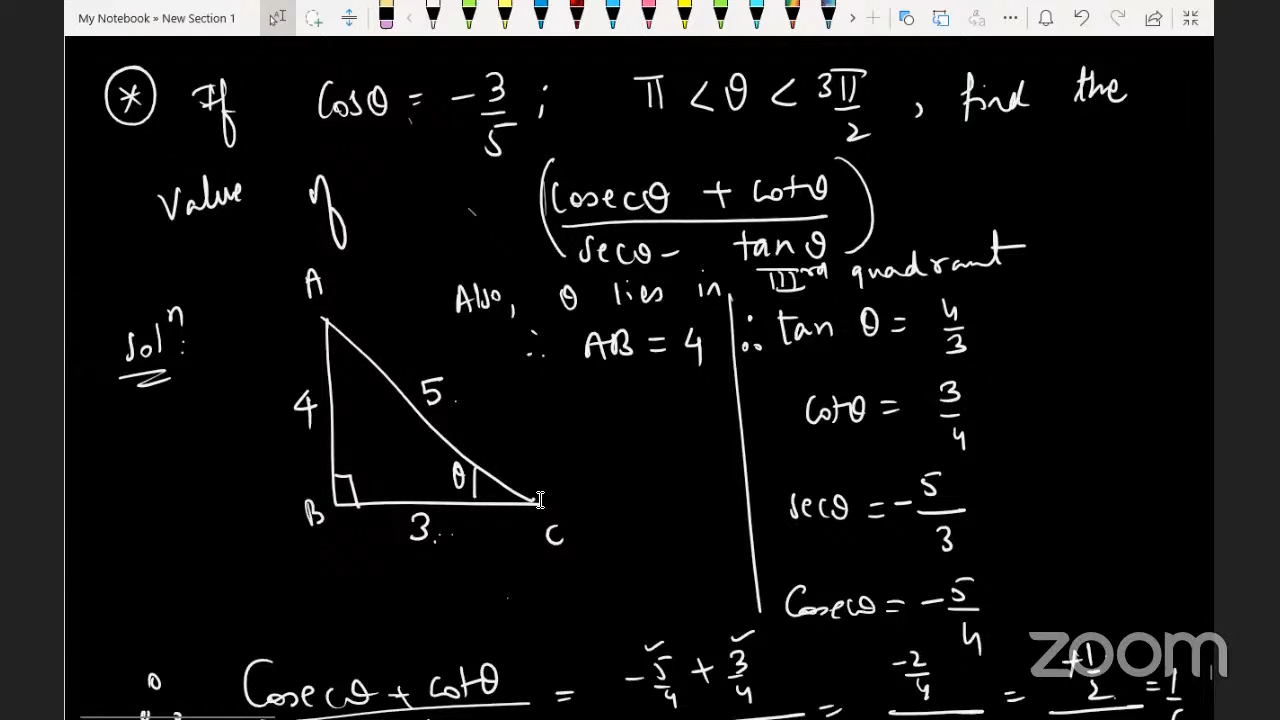 My Notebook » New Section 1
* If cosθ = -3/5 ; π < θ < 3π/2 , find the
value of (cosecθ + cotθ / secθ - tanθ)
Also, θ lies in IIIrd quadrant
Solⁿ:
A
∴ AB = 4
∴ tan θ = 4/3
4
5
cotθ = 3/4
θ
B
3
C
secθ = -5/3
cosecθ = -5/4
zoom
cosecθ + cotθ = -5/4 + 3/4 = -2/4 = +1/2 =